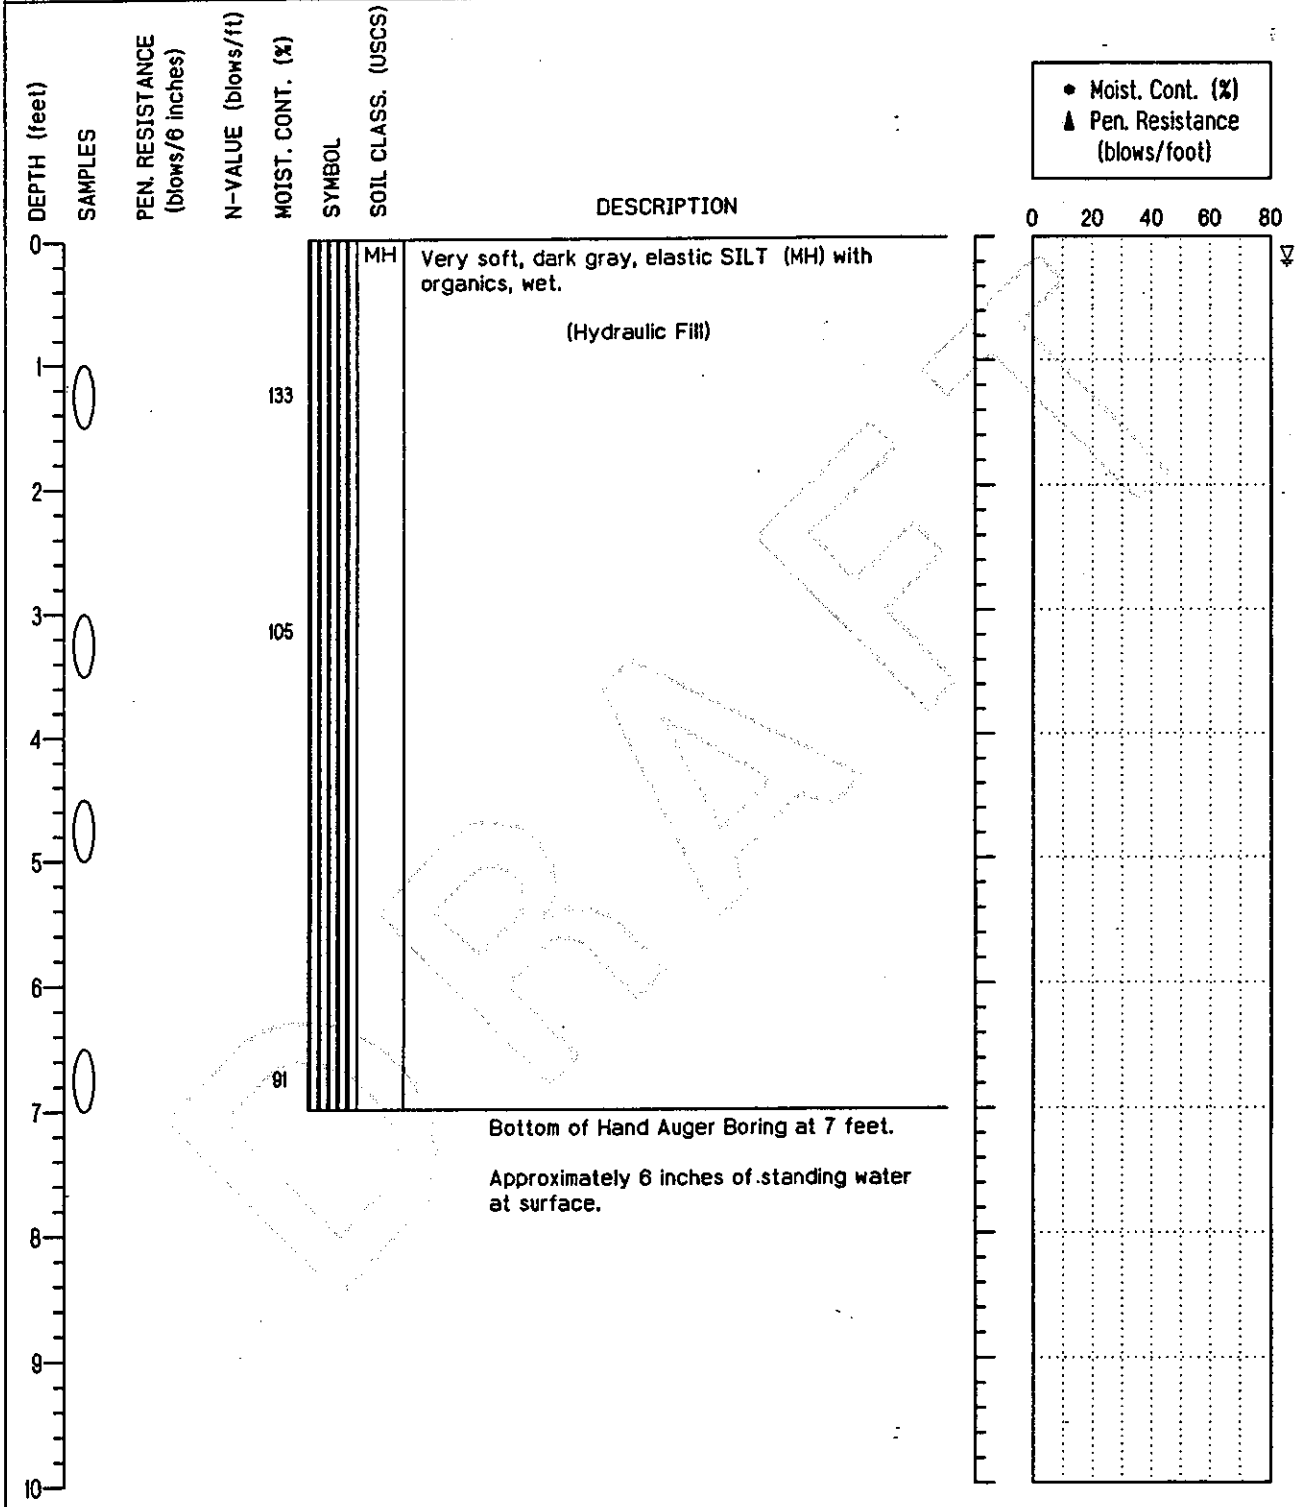 DEPTH (feet)
SAMPLES
PEN. RESISTANCE
(blows/6 inches)
N-VALUE (blows/ft)
MOIST. CONT. (%)
SYMBOL
SOIL CLASS. (USCS)
DESCRIPTION
• Moist. Cont. (%)
▲ Pen. Resistance
(blows/foot)
0 20 40 60 80
0
MH
Very soft, dark gray, elastic SILT (MH) with
organics, wet.
(Hydraulic Fill)
1
133
2
3
105
4
5
6
91
7
Bottom of Hand Auger Boring at 7 feet.
Approximately 6 inches of standing water
at surface.
8
9
10
DRAFT